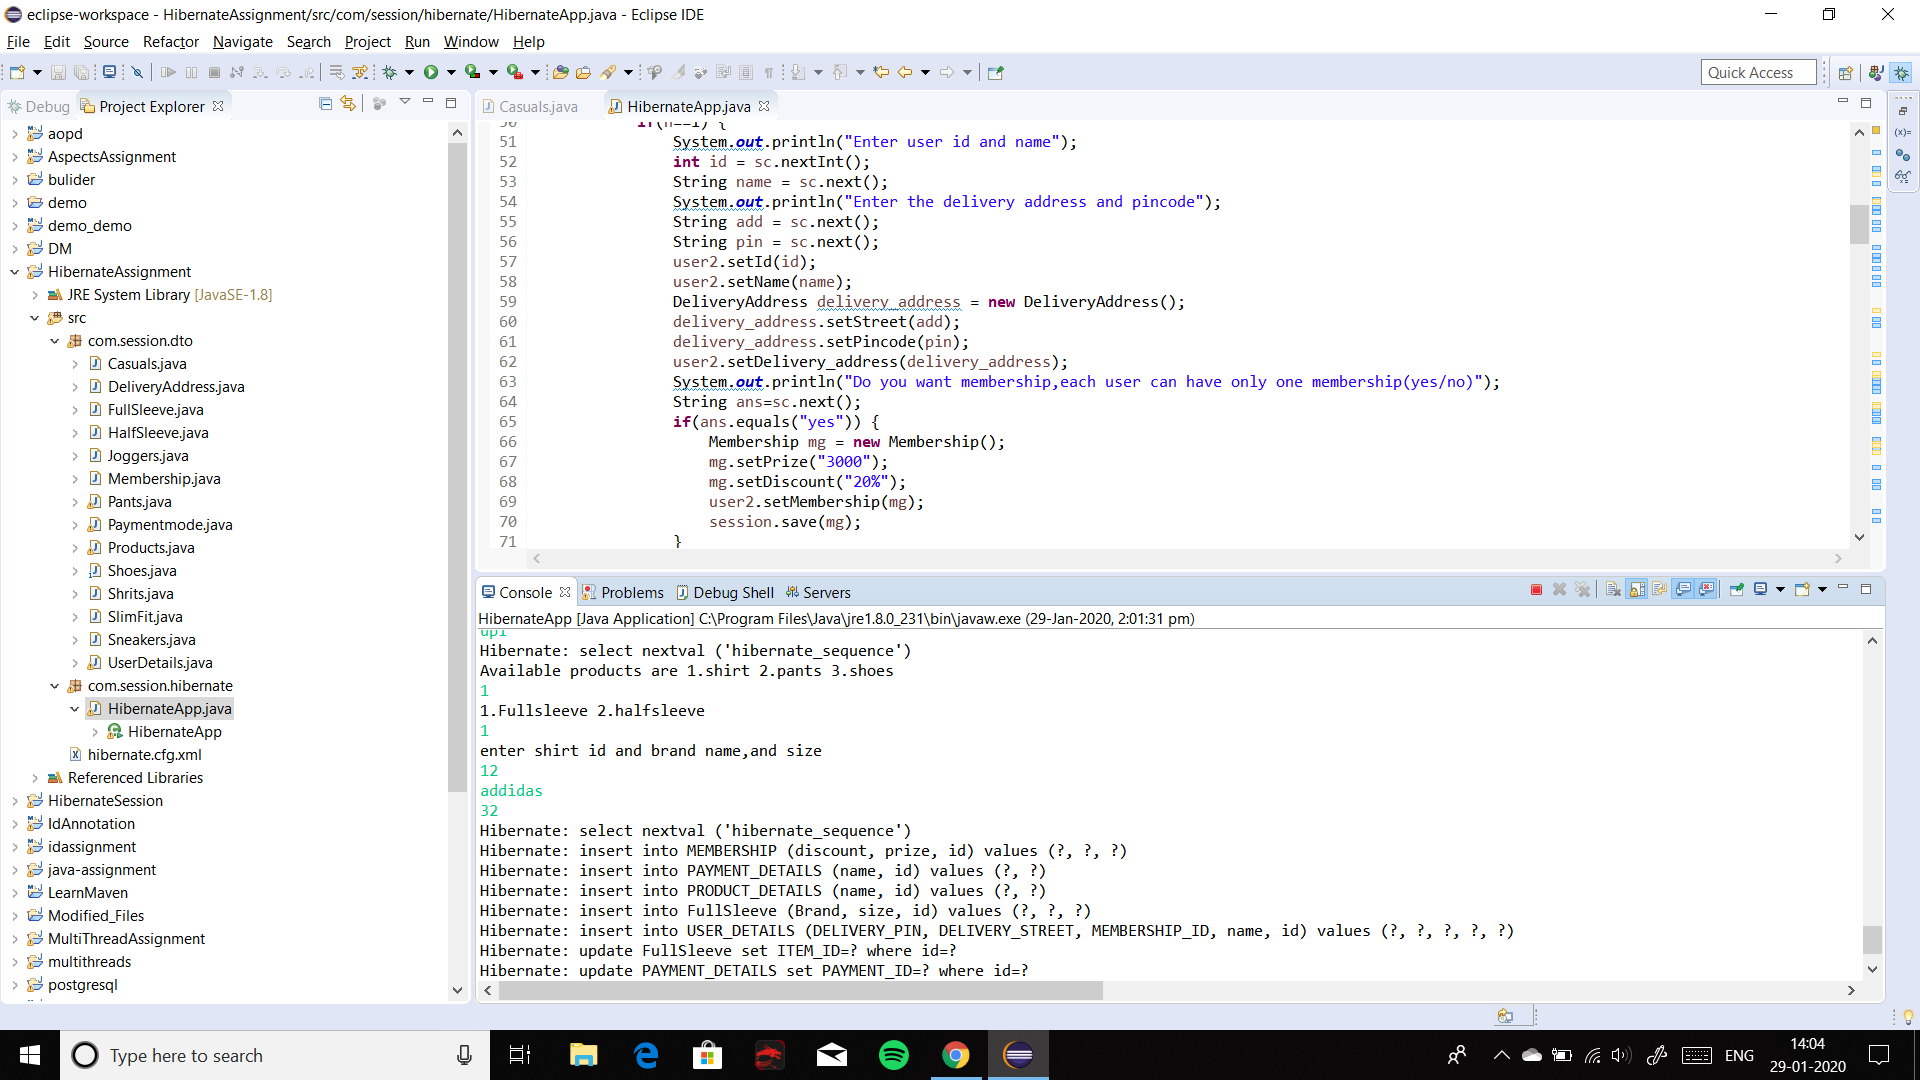 eclipse-workspace - HibernateAssignment/src/com/session/hibernate/HibernateApp.java - Eclipse IDE
File Edit Source Refactor Navigate Search Project Run Window Help
Quick Access
Debug Project Explorer
aopd
AspectsAssignment
bulider
demo
demo_demo
DM
HibernateAssignment
JRE System Library [JavaSE-1.8]
src
com.session.dto
Casuals.java
DeliveryAddress.java
FullSleeve.java
HalfSleeve.java
Joggers.java
Membership.java
Pants.java
Paymentmode.java
Products.java
Shoes.java
Shrits.java
SlimFit.java
Sneakers.java
UserDetails.java
com.session.hibernate
HibernateApp.java
HibernateApp
hibernate.cfg.xml
Referenced Libraries
HibernateSession
IdAnnotation
idassignment
java-assignment
LearnMaven
Modified_Files
MultiThreadAssignment
multithreads
postgresql
Casuals.java HibernateApp.java
50 if(n==1) {
51 System.out.println("Enter user id and name");
52 int id = sc.nextInt();
53 String name = sc.next();
54 System.out.println("Enter the delivery address and pincode");
55 String add = sc.next();
56 String pin = sc.next();
57 user2.setId(id);
58 user2.setName(name);
59 DeliveryAddress delivery_address = new DeliveryAddress();
60 delivery_address.setStreet(add);
61 delivery_address.setPincode(pin);
62 user2.setDelivery_address(delivery_address);
63 System.out.println("Do you want membership,each user can have only one membership(yes/no)");
64 String ans=sc.next();
65 if(ans.equals("yes")) {
66 Membership mg = new Membership();
67 mg.setPrize("3000");
68 mg.setDiscount("20%");
69 user2.setMembership(mg);
70 session.save(mg);
71 }
Console Problems Debug Shell Servers
HibernateApp [Java Application] C:\Program Files\Java\jre1.8.0_231\bin\javaw.exe (29-Jan-2020, 2:01:31 pm)
upi
Hibernate: select nextval ('hibernate_sequence')
Available products are 1.shirt 2.pants 3.shoes
1
1.Fullsleeve 2.halfsleeve
1
enter shirt id and brand name,and size
12
addidas
32
Hibernate: select nextval ('hibernate_sequence')
Hibernate: insert into MEMBERSHIP (discount, prize, id) values (?, ?, ?)
Hibernate: insert into PAYMENT_DETAILS (name, id) values (?, ?)
Hibernate: insert into PRODUCT_DETAILS (name, id) values (?, ?)
Hibernate: insert into FullSleeve (Brand, size, id) values (?, ?, ?)
Hibernate: insert into USER_DETAILS (DELIVERY_PIN, DELIVERY_STREET, MEMBERSHIP_ID, name, id) values (?, ?, ?, ?, ?)
Hibernate: update FullSleeve set ITEM_ID=? where id=?
Hibernate: update PAYMENT_DETAILS set PAYMENT_ID=? where id=?
Type here to search
ENG
14:04
29-01-2020